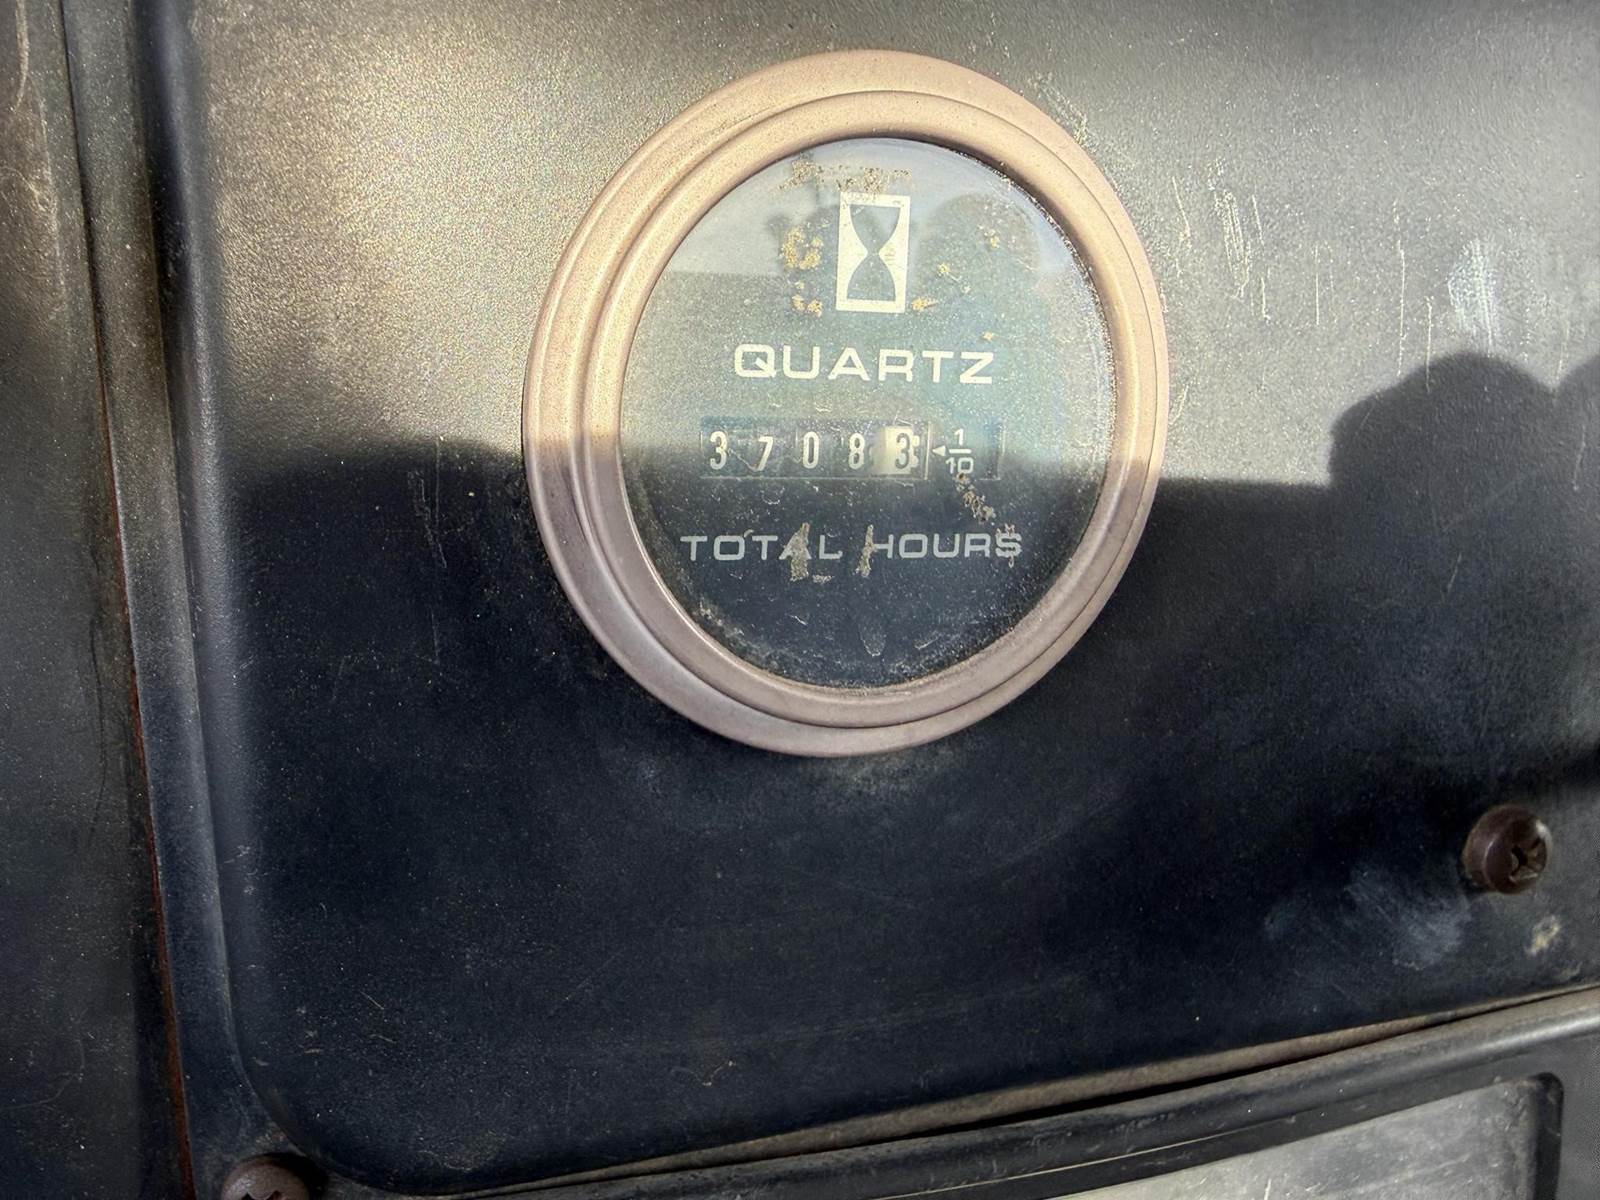 QUARTZ
37083 1/10
TOTAL HOURS